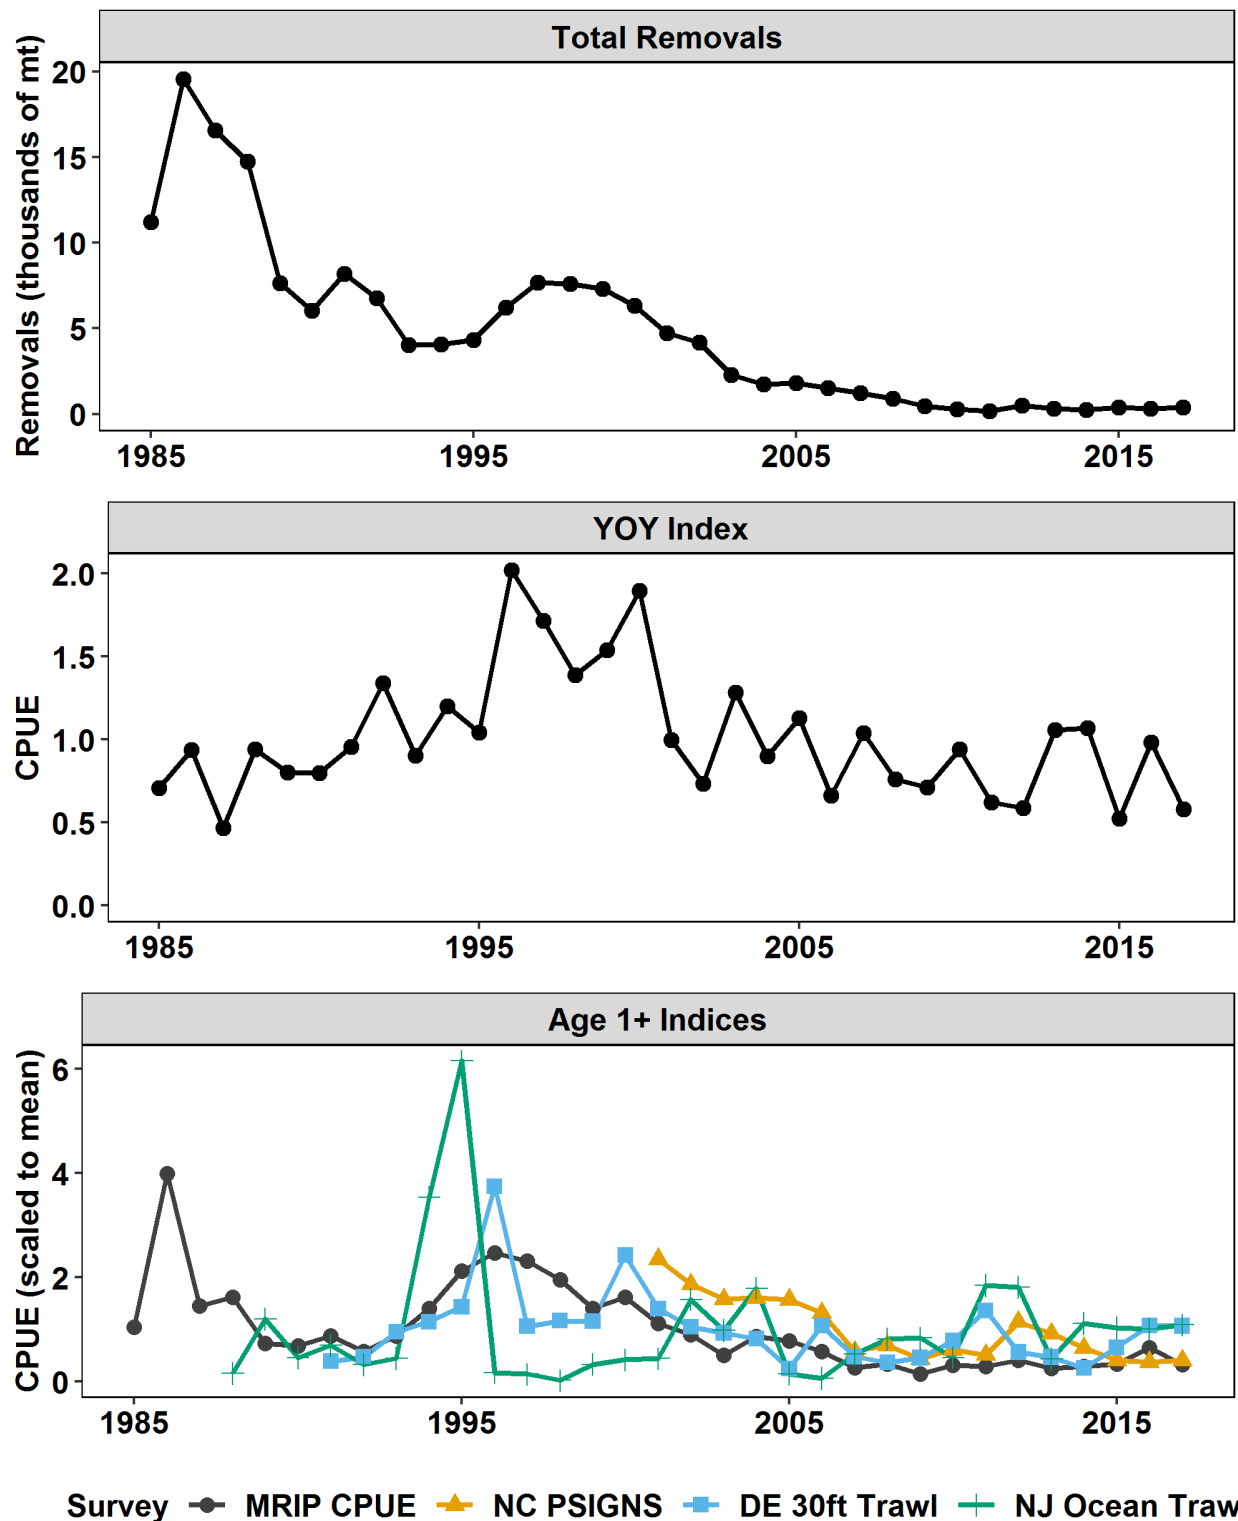 Total Removals
Removals (thousands of mt)
20
15
10
5
0
1985 1995 2005 2015
YOY Index
CPUE
2.0
1.5
1.0
0.5
0.0
1985 1995 2005 2015
Age 1+ Indices
CPUE (scaled to mean)
6
4
2
0
1985 1995 2005 2015
Survey MRIP CPUE NC PSIGNS DE 30ft Trawl NJ Ocean Traw